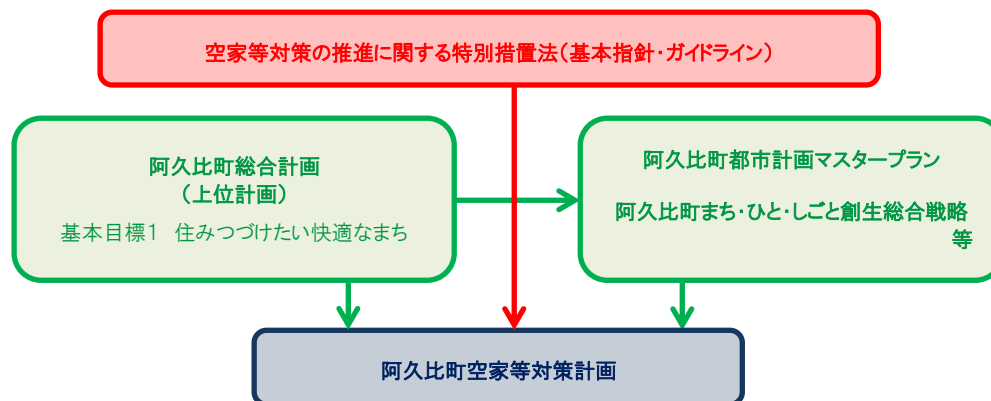 空家等対策の推進に関する特別措置法(基本指針・ガイドライン)
阿久比町総合計画
(上位計画)
基本目標1 住みつづけたい快適なまち
阿久比町都市計画マスタープラン
阿久比町まち・ひと・しごと創生総合戦略
等
阿久比町空家等対策計画